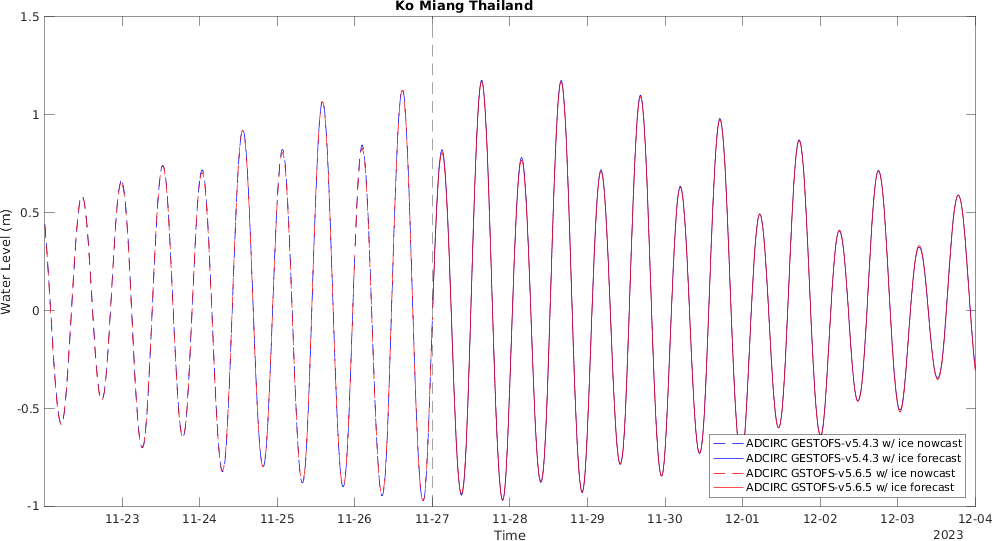 Ko Miang Thailand
1.5
1
0.5
0
-0.5
-1
Water Level (m)
ADCIRC GESTOFS-v5.4.3 w/ ice nowcast
ADCIRC GESTOFS-v5.4.3 w/ ice forecast
ADCIRC GSTOFS-v5.6.5 w/ ice nowcast
ADCIRC GSTOFS-v5.6.5 w/ ice forecast
11-23 11-24 11-25 11-26 11-27 11-28 11-29 11-30 12-01 12-02 12-03 12-04
Time
2023